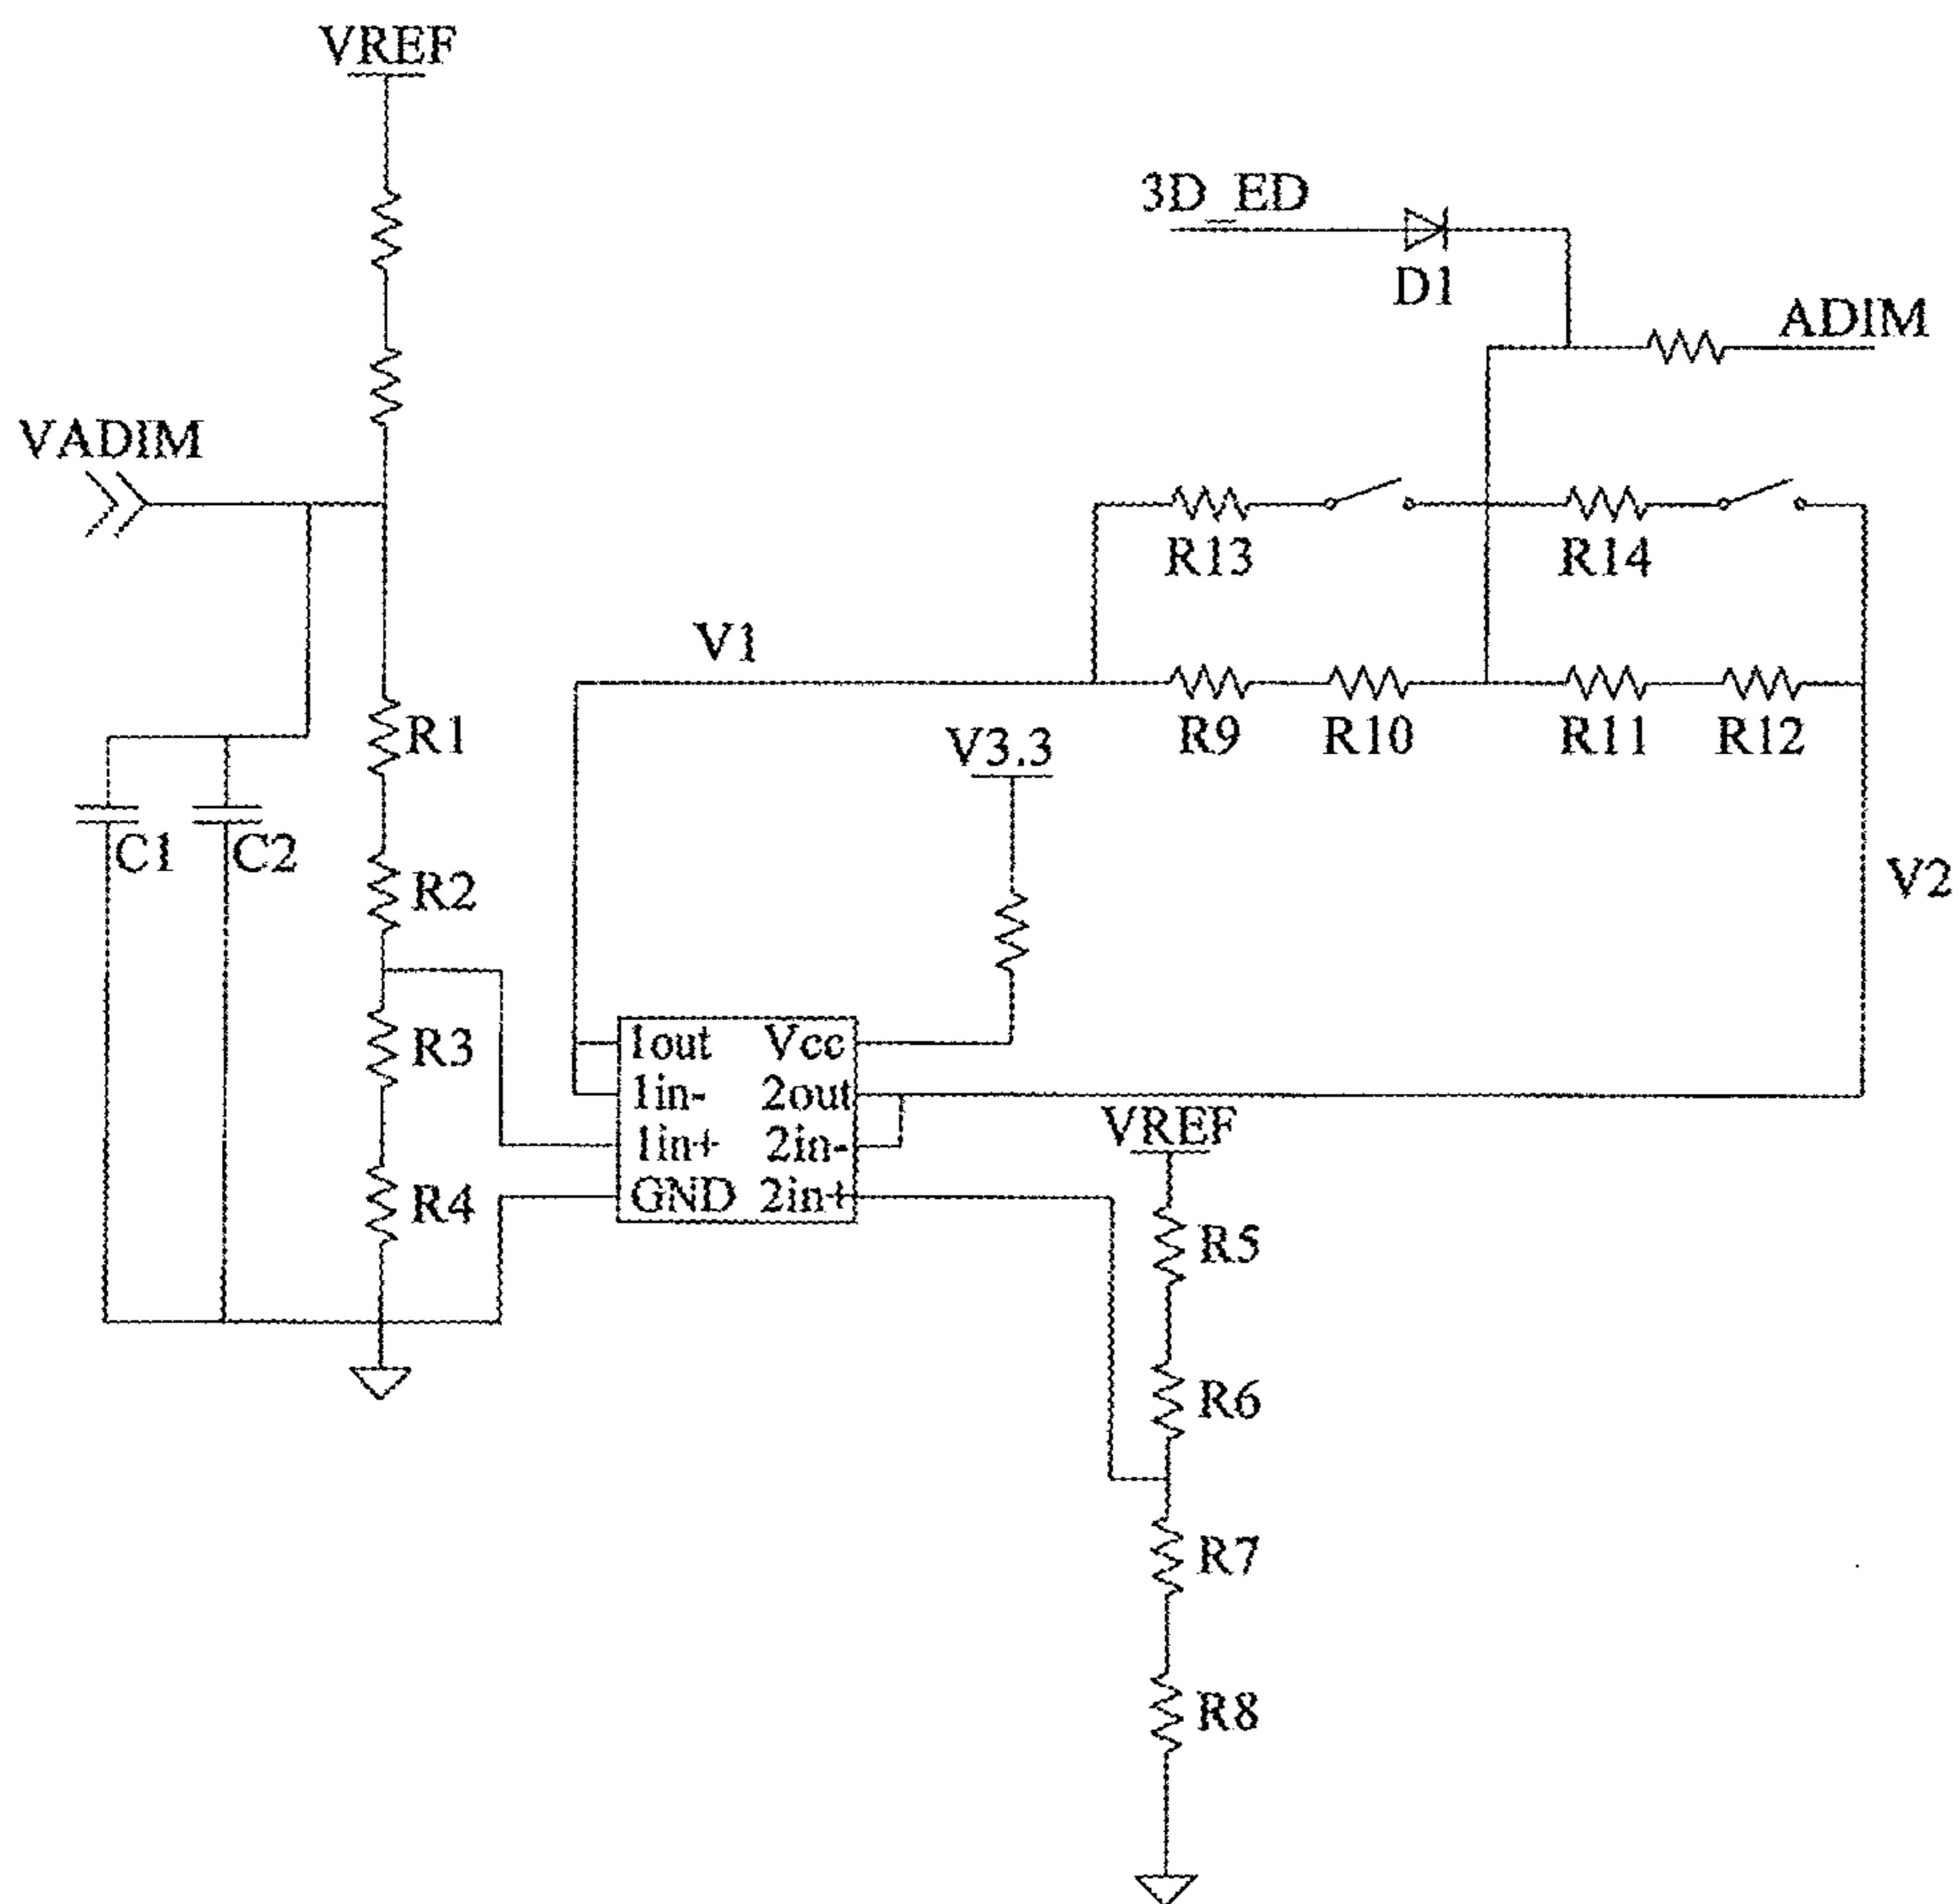 VREF
3D_ED
D1
ADIM
VADIM
R13
R14
V1
R9
R10
R11
R12
R1
V3.3
C1
C2
R2
V2
R3
1out
Vcc
1in-
2out
1in+
2in-
VREF
R4
GND
2in+
R5
R6
R7
R8